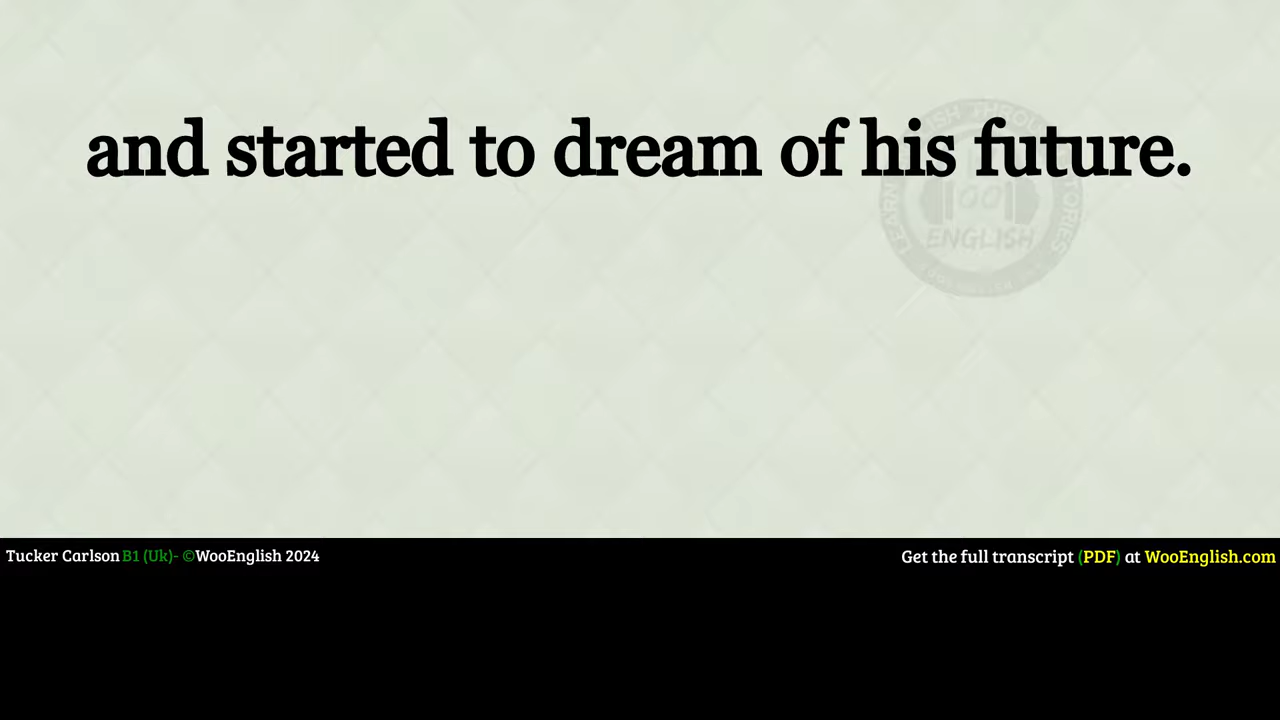 and started to dream of his future.
ENGLISH
Tucker Carlson B1 (Uk)- ©WooEnglish 2024
Get the full transcript (PDF) at WooEnglish.com